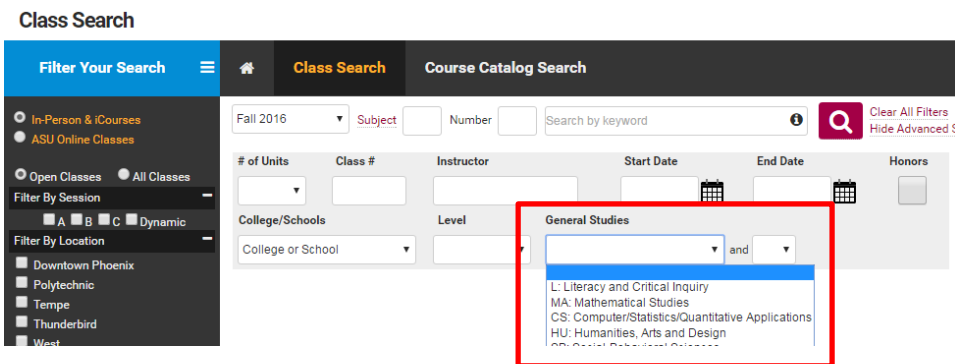 Class Search
Filter Your Search
Class Search
Course Catalog Search
In-Person & iCourses
ASU Online Classes
Open Classes
All Classes
Filter By Session
A B C Dynamic
Filter By Location
Downtown Phoenix
Polytechnic
Tempe
Thunderbird
West
Fall 2016
Subject
Number
Search by keyword
Clear All Filters
Hide Advanced S
# of Units
Class #
Instructor
Start Date
End Date
Honors
College/Schools
Level
General Studies
College or School
and
L: Literacy and Critical Inquiry
MA: Mathematical Studies
CS: Computer/Statistics/Quantitative Applications
HU: Humanities, Arts and Design